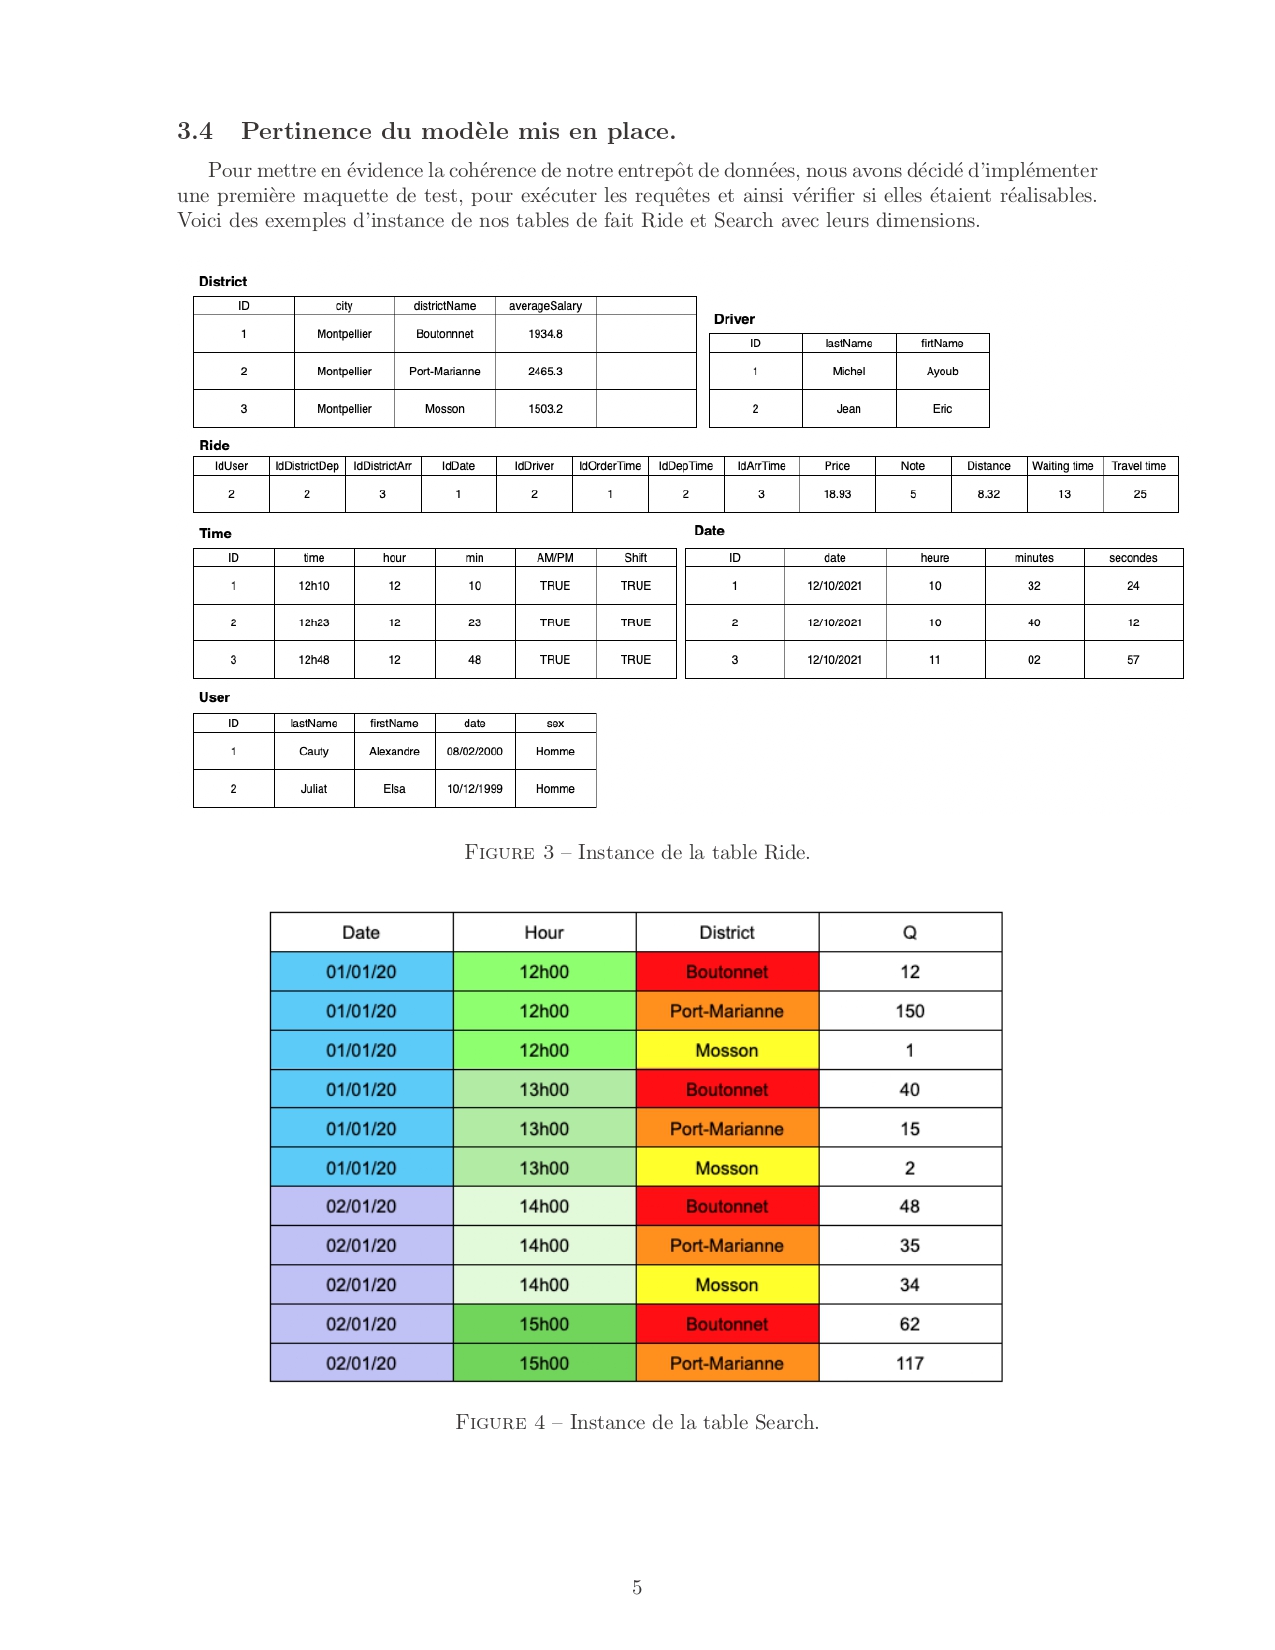 3.4 Pertinence du modèle mis en place.
Pour mettre en évidence la cohérence de notre entrepôt de données, nous avons décidé d'implémenter
une première maquette de test, pour exécuter les requêtes et ainsi vérifier si elles étaient réalisables.
Voici des exemples d'instance de nos tables de fait Ride et Search avec leurs dimensions.
District
ID city districtName averageSalary
1 Montpellier Boutonnnet 1934.8
2 Montpellier Port-Marianne 2465.3
3 Montpellier Mosson 1503.2
Driver
ID lastName firtName
1 Michel Ayoub
2 Jean Eric
Ride
IdUser IdDistrictDep IdDistrictArr IdDate IdDriver IdOrderTime IdDepTime IdArrTime Price Note Distance Waiting time Travel time
2 2 3 1 2 1 2 3 18.93 5 8.32 13 25
Time
ID time hour min AM/PM Shift
1 12h10 12 10 TRUE TRUE
2 12h23 12 23 TRUE TRUE
3 12h48 12 48 TRUE TRUE
Date
ID date heure minutes secondes
1 12/10/2021 10 32 24
2 12/10/2021 10 40 12
3 12/10/2021 11 02 57
User
ID lastName firstName date sex
1 Cauty Alexandre 08/02/2000 Homme
2 Juliat Elsa 10/12/1999 Homme
Figure 3 – Instance de la table Ride.
Date Hour District Q
01/01/20 12h00 Boutonnet 12
01/01/20 12h00 Port-Marianne 150
01/01/20 12h00 Mosson 1
01/01/20 13h00 Boutonnet 40
01/01/20 13h00 Port-Marianne 15
01/01/20 13h00 Mosson 2
02/01/20 14h00 Boutonnet 48
02/01/20 14h00 Port-Marianne 35
02/01/20 14h00 Mosson 34
02/01/20 15h00 Boutonnet 62
02/01/20 15h00 Port-Marianne 117
Figure 4 – Instance de la table Search.
5